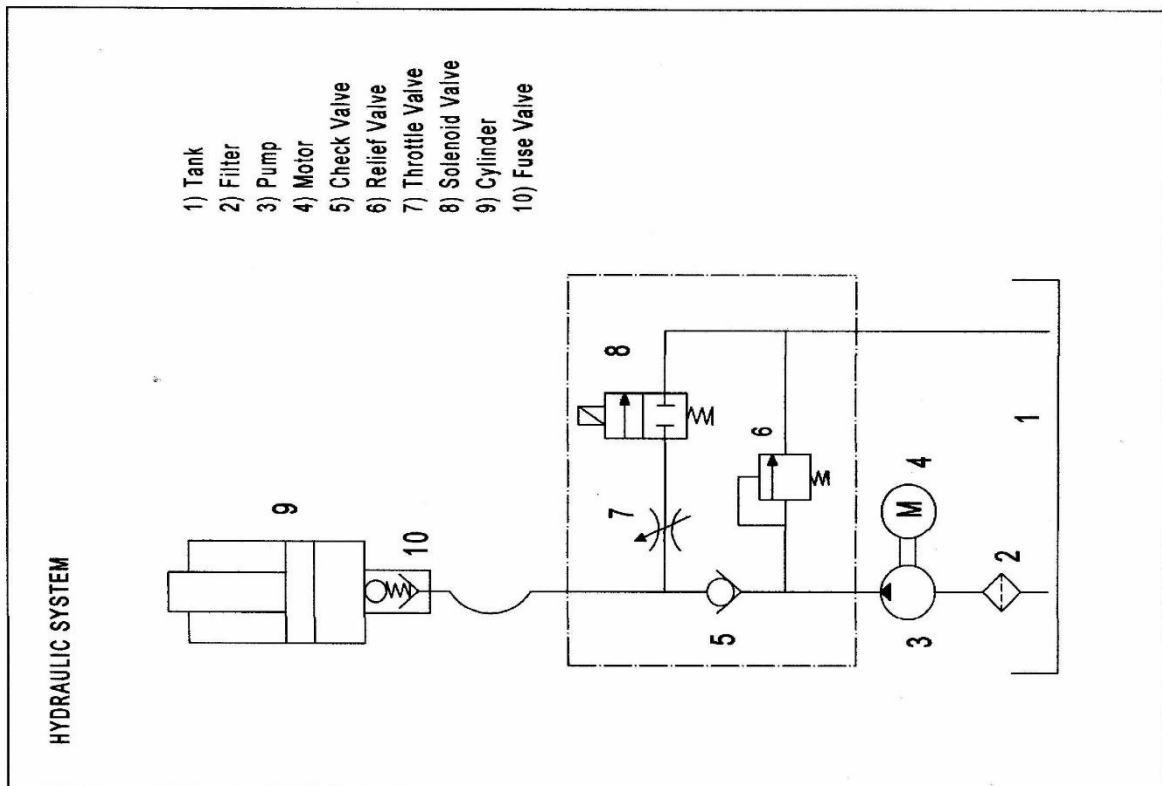 HYDRAULIC SYSTEM
1) Tank
2) Filter
3) Pump
4) Motor
5) Check Valve
6) Relief Valve
7) Throttle Valve
8) Solenoid Valve
9) Cylinder
10) Fuse Valve
9
10
8
7
6
5
4
M
3
2
1